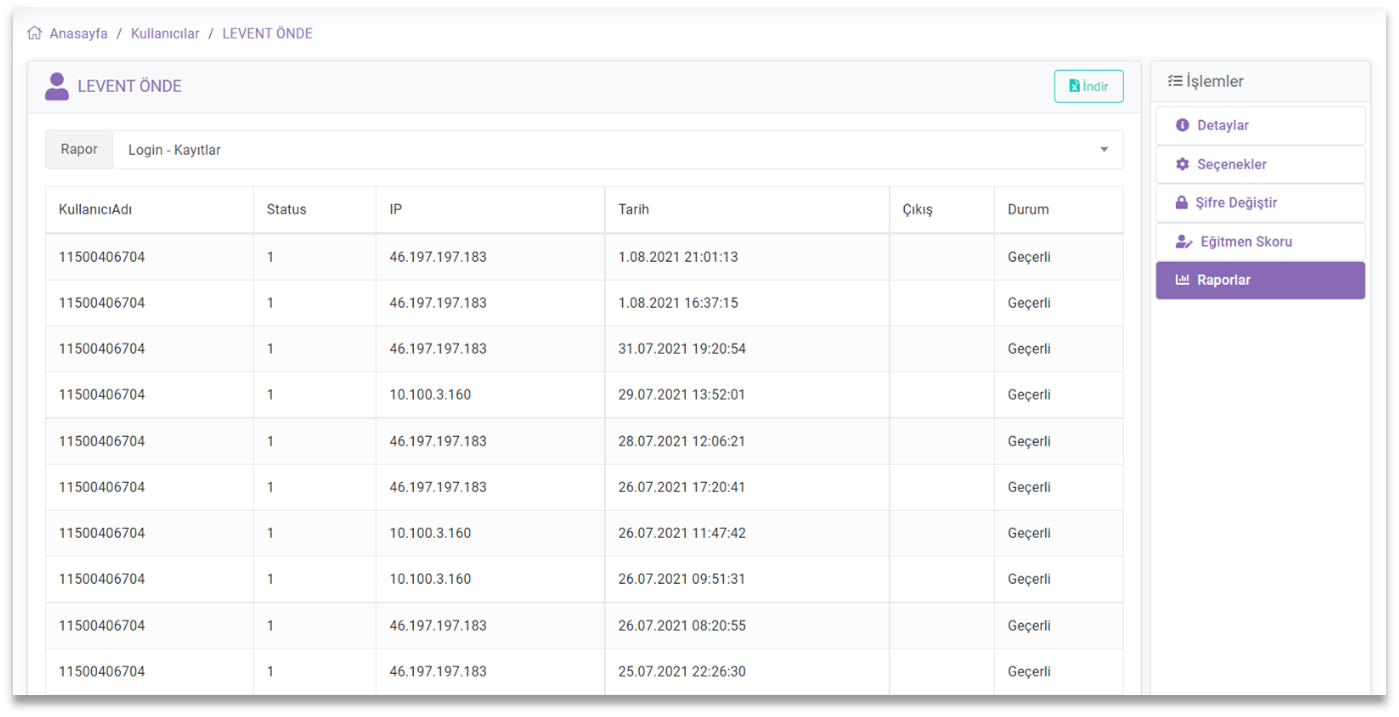 Anasayfa / Kullanıcılar / LEVENT ÖNDE
LEVENT ÖNDE
İndir
Rapor Login - Kayıtlar
KullanıcıAdı Status IP Tarih Çıkış Durum
11500406704 1 46.197.197.183 1.08.2021 21:01:13 Geçerli
11500406704 1 46.197.197.183 1.08.2021 16:37:15 Geçerli
11500406704 1 46.197.197.183 31.07.2021 19:20:54 Geçerli
11500406704 1 10.100.3.160 29.07.2021 13:52:01 Geçerli
11500406704 1 46.197.197.183 28.07.2021 12:06:21 Geçerli
11500406704 1 46.197.197.183 26.07.2021 17:20:41 Geçerli
11500406704 1 10.100.3.160 26.07.2021 11:47:42 Geçerli
11500406704 1 10.100.3.160 26.07.2021 09:51:31 Geçerli
11500406704 1 46.197.197.183 26.07.2021 08:20:55 Geçerli
11500406704 1 46.197.197.183 25.07.2021 22:26:30 Geçerli
İşlemler
Detaylar
Seçenekler
Şifre Değiştir
Eğitmen Skoru
Raporlar